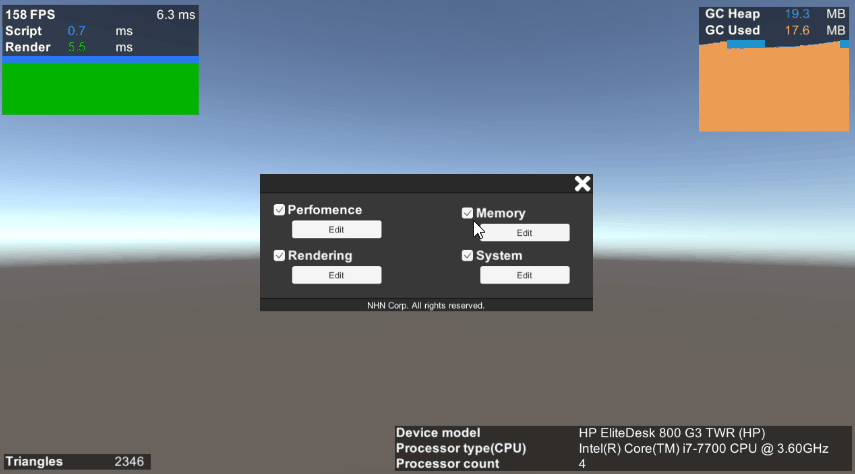 158 FPS 6.3 ms
Script 0.7 ms
Render 5.5 ms
GC Heap 19.3 MB
GC Used 17.6 MB
Perfomence
Edit
Memory
Edit
Rendering
Edit
System
Edit
NHN Corp. All rights reserved.
Triangles 2346
Device model HP EliteDesk 800 G3 TWR (HP)
Processor type(CPU) Intel(R) Core(TM) i7-7700 CPU @ 3.60GHz
Processor count 4